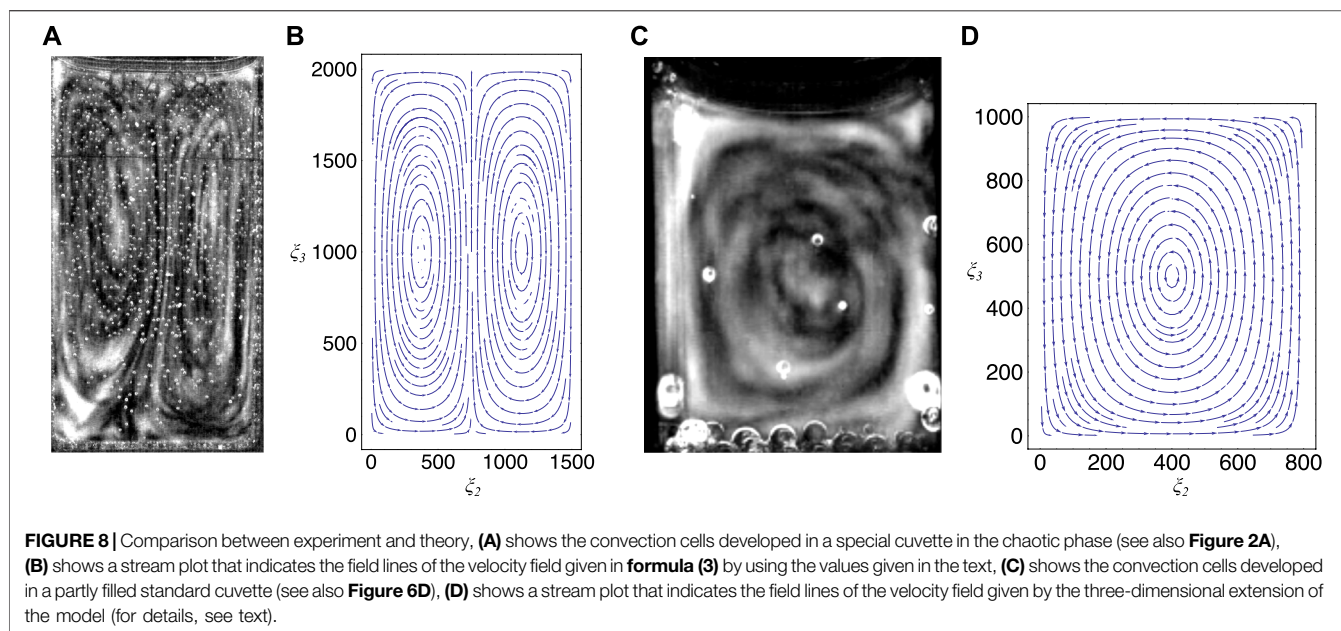 A
B
C
D
2000
1500
1000
500
0
ξ3
0 500 1000 1500
ξ2
1000
800
600
400
200
0
ξ3
0 200 400 600 800
ξ2
FIGURE 8 | Comparison between experiment and theory, (A) shows the convection cells developed in a special cuvette in the chaotic phase (see also Figure 2A),
(B) shows a stream plot that indicates the field lines of the velocity field given in formula (3) by using the values given in the text, (C) shows the convection cells developed
in a partly filled standard cuvette (see also Figure 6D), (D) shows a stream plot that indicates the field lines of the velocity field given by the three-dimensional extension of
the model (for details, see text).